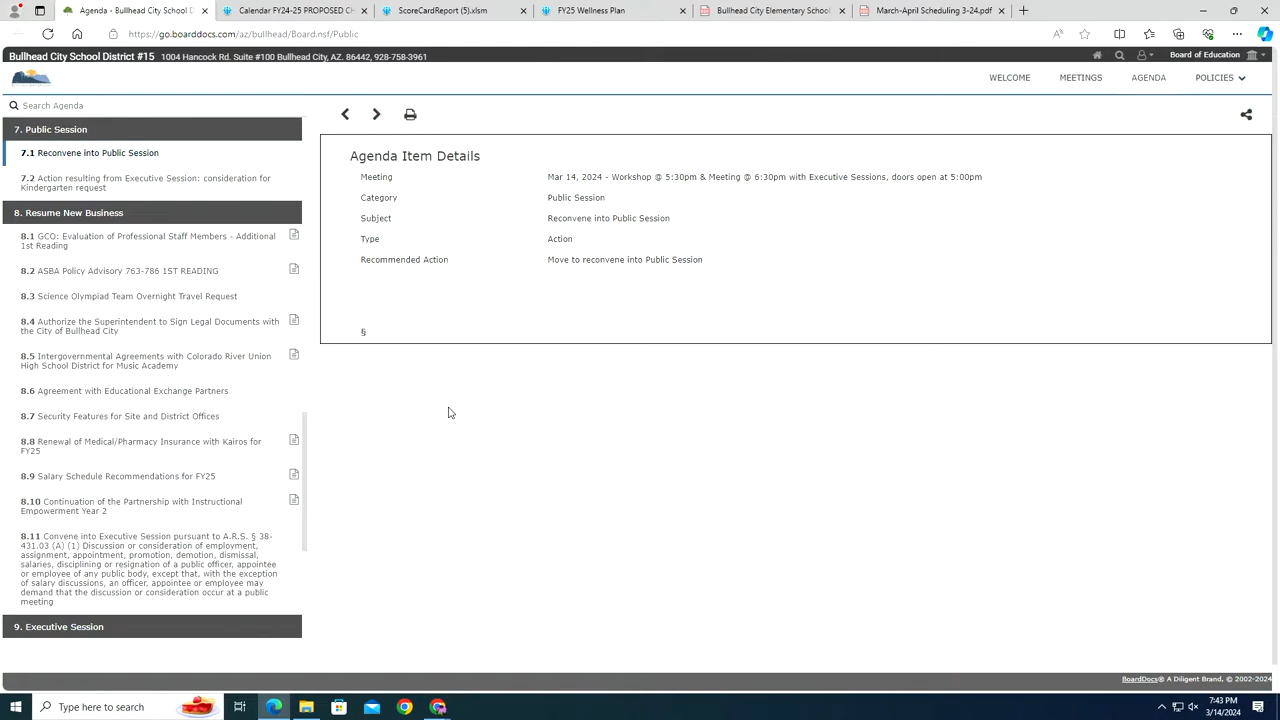 Agenda - Bullhead City School D
Calendar FY24-25 PROPOSED CH
ScoreCardReport (5).xlsm
FY25 Wellness Plan
Bullhead City Elementary School
March-April Scheduling 3-24.pdf
https://go.boarddocs.com/az/bullhead/Board.nsf/Public
Bullhead City School District #15 1004 Hancock Rd. Suite #100 Bullhead City, AZ. 86442, 928-758-3961
Board of Education
WELCOME MEETINGS AGENDA POLICIES
Search Agenda
7. Public Session
7.1 Reconvene into Public Session
7.2 Action resulting from Executive Session: consideration for
Kindergarten request
8. Resume New Business
8.1 GCO: Evaluation of Professional Staff Members - Additional
1st Reading
8.2 ASBA Policy Advisory 763-786 1ST READING
8.3 Science Olympiad Team Overnight Travel Request
8.4 Authorize the Superintendent to Sign Legal Documents with
the City of Bullhead City
8.5 Intergovernmental Agreements with Colorado River Union
High School District for Music Academy
8.6 Agreement with Educational Exchange Partners
8.7 Security Features for Site and District Offices
8.8 Renewal of Medical/Pharmacy Insurance with Kairos for
FY25
8.9 Salary Schedule Recommendations for FY25
8.10 Continuation of the Partnership with Instructional
Empowerment Year 2
8.11 Convene into Executive Session pursuant to A.R.S. § 38-
431.03 (A) (1) Discussion or consideration of employment,
assignment, appointment, promotion, demotion, dismissal,
salaries, disciplining or resignation of a public officer, appointee
or employee of any public body, except that, with the exception
of salary discussions, an officer, appointee or employee may
demand that the discussion or consideration occur at a public
meeting
9. Executive Session
Agenda Item Details
Meeting Mar 14, 2024 - Workshop @ 5:30pm & Meeting @ 6:30pm with Executive Sessions, doors open at 5:00pm
Category Public Session
Subject Reconvene into Public Session
Type Action
Recommended Action Move to reconvene into Public Session
§
BoardDocs® A Diligent Brand. © 2002-2024
Type here to search
7:43 PM
3/14/2024